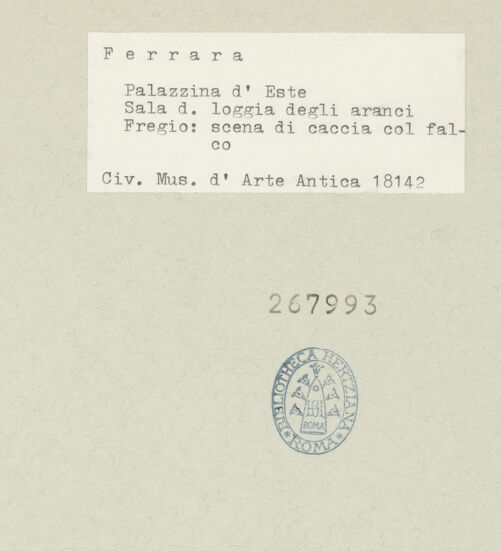 F e r r a r a
Palazzina d' Este
Sala d. loggia degli aranci
Fregio: scena di caccia col fal-
co
Civ. Mus. d' Arte Antica 18142
267993
BIBLIOTHECA HERTZIANA
ROMA
ROMA